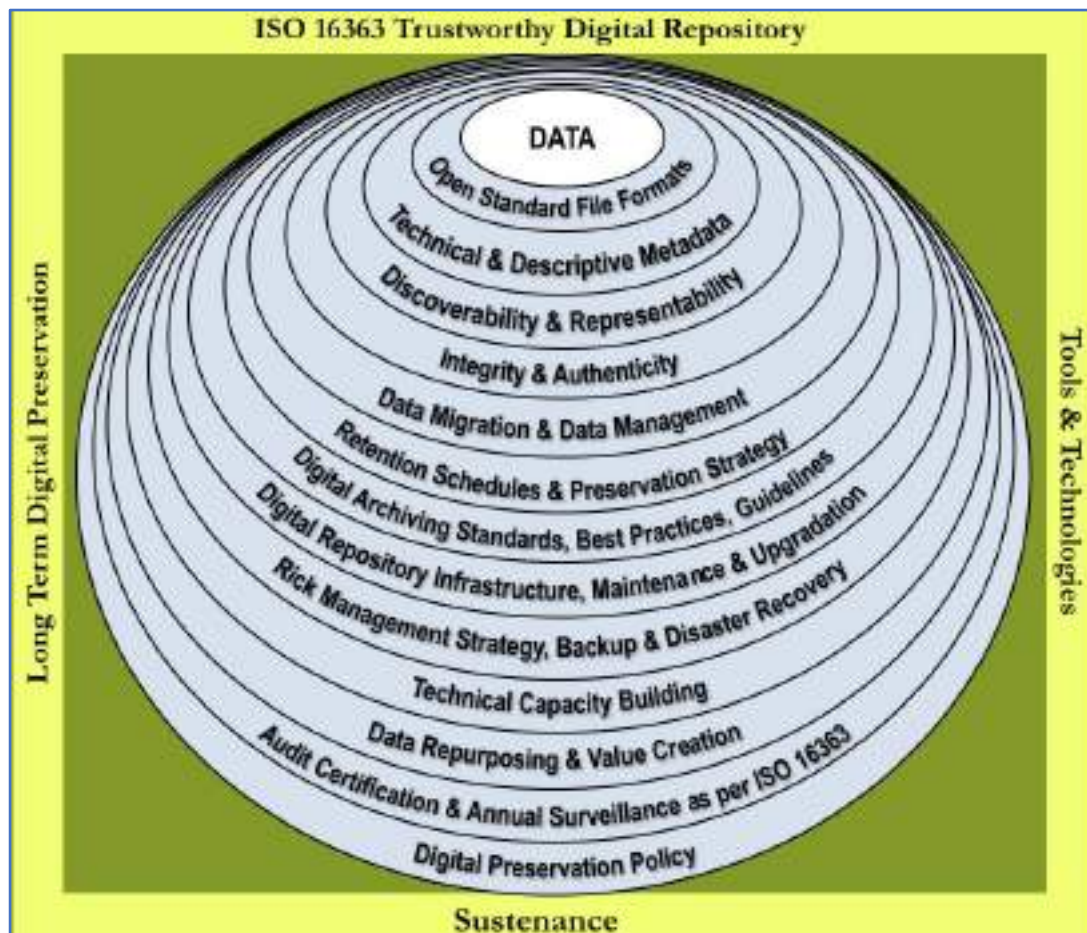 ISO 16363 Trustworthy Digital Repository
DATA
Open Standard File Formats
Technical & Descriptive Metadata
Discoverability & Representability
Integrity & Authenticity
Data Migration & Data Management
Retention Schedules & Preservation Strategy
Digital Archiving Standards, Best Practices, Guidelines
Digital Repository Infrastructure, Maintenance & Upgradation
Rick Management Strategy, Backup & Disaster Recovery
Technical Capacity Building
Data Repurposing & Value Creation
Audit Certification & Annual Surveillance as per ISO 16363
Digital Preservation Policy
Long Term Digital Preservation
Tools & Technologies
Sustenance